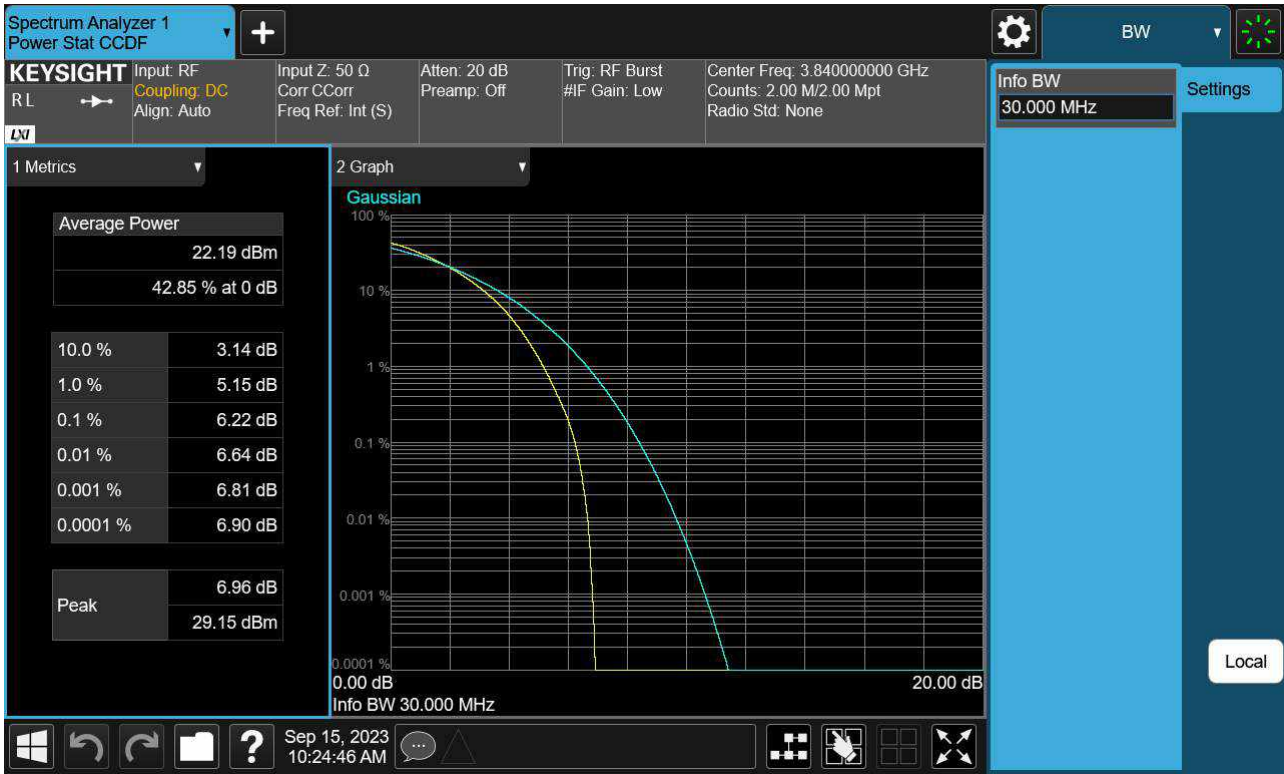 Spectrum Analyzer 1
Power Stat CCDF
+
BW
KEYSIGHT
RL
LXI
Input: RF
Coupling: DC
Align: Auto
Input Z: 50 Ω
Corr CCorr
Freq Ref: Int (S)
Atten: 20 dB
Preamp: Off
Trig: RF Burst
#IF Gain: Low
Center Freq: 3.840000000 GHz
Counts: 2.00 M/2.00 Mpt
Radio Std: None
Info BW
30.000 MHz
Settings
1 Metrics
Average Power
22.19 dBm
42.85 % at 0 dB
10.0 % 3.14 dB
1.0 % 5.15 dB
0.1 % 6.22 dB
0.01 % 6.64 dB
0.001 % 6.81 dB
0.0001 % 6.90 dB
Peak
6.96 dB
29.15 dBm
2 Graph
Gaussian
100 %
10 %
1 %
0.1 %
0.01 %
0.001 %
0.0001 %
0.00 dB 20.00 dB
Info BW 30.000 MHz
Local
?
Sep 15, 2023
10:24:46 AM